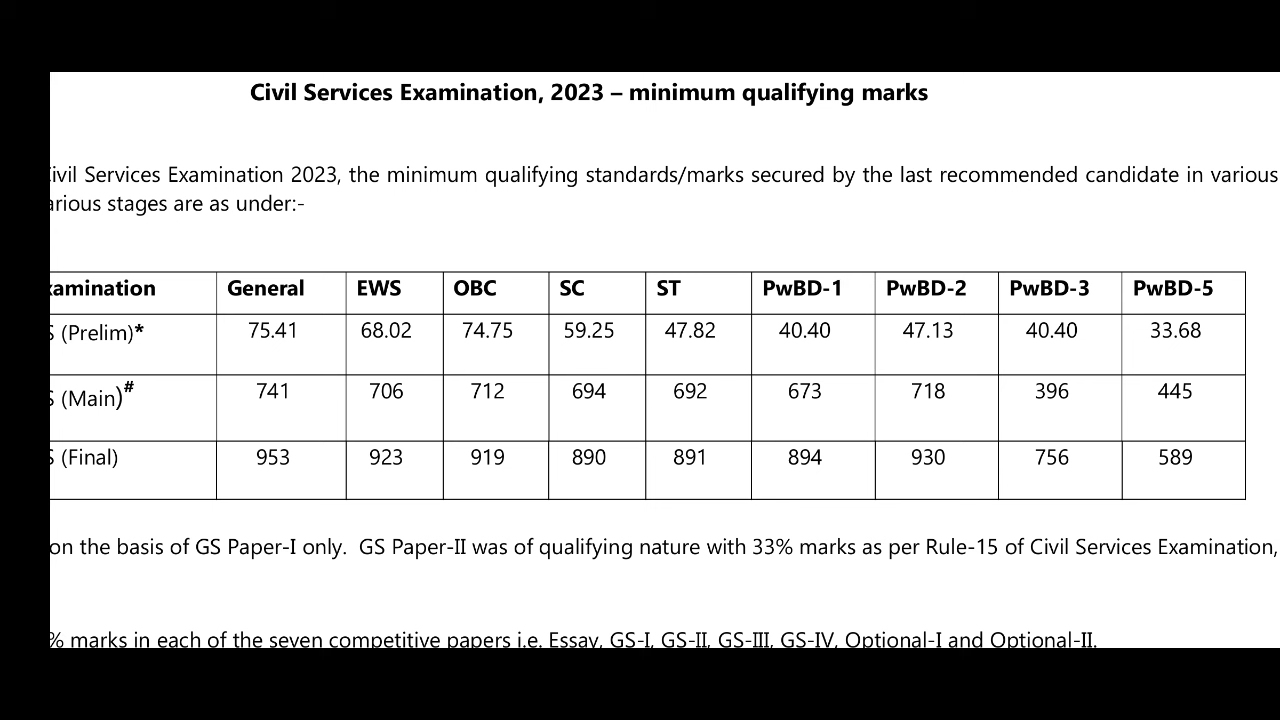 Civil Services Examination, 2023 – minimum qualifying marks
ivil Services Examination 2023, the minimum qualifying standards/marks secured by the last recommended candidate in various
arious stages are as under:-
xamination General EWS OBC SC ST PwBD-1 PwBD-2 PwBD-3 PwBD-5
S (Prelim)* 75.41 68.02 74.75 59.25 47.82 40.40 47.13 40.40 33.68
S (Main)# 741 706 712 694 692 673 718 396 445
S (Final) 953 923 919 890 891 894 930 756 589
on the basis of GS Paper-I only. GS Paper-II was of qualifying nature with 33% marks as per Rule-15 of Civil Services Examination,
% marks in each of the seven competitive papers i.e. Essay, GS-I, GS-II, GS-III, GS-IV, Optional-I and Optional-II.